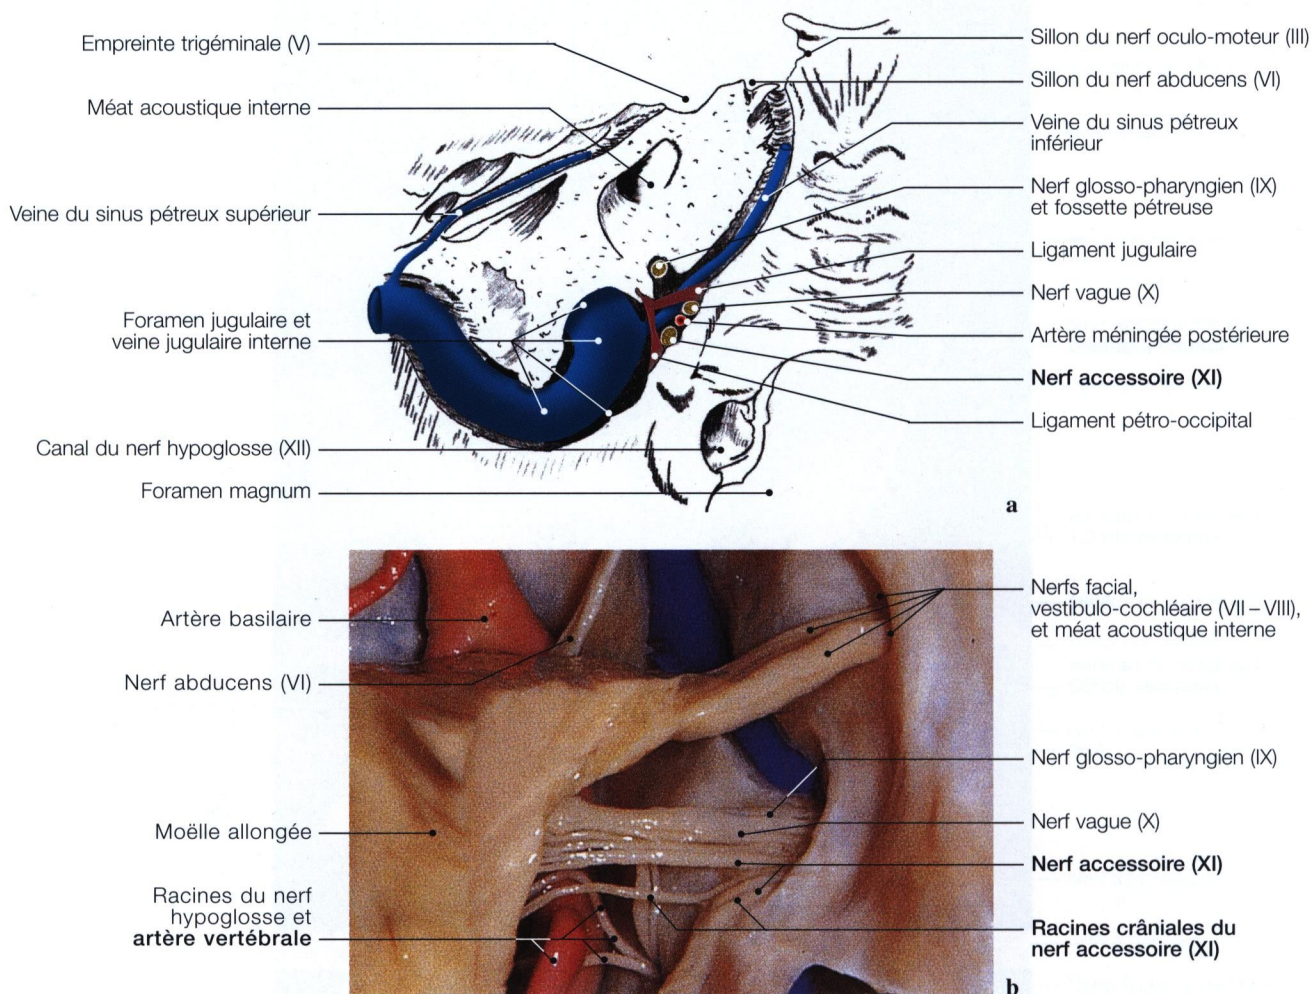 Empreinte trigéminale (V)
Méat acoustique interne
Veine du sinus pétreux supérieur
Foramen jugulaire et
veine jugulaire interne
Canal du nerf hypoglosse (XII)
Foramen magnum
Sillon du nerf oculo-moteur (III)
Sillon du nerf abducens (VI)
Veine du sinus pétreux
inférieur
Nerf glosso-pharyngien (IX)
et fossette pétreuse
Ligament jugulaire
Nerf vague (X)
Artère méningée postérieure
Nerf accessoire (XI)
Ligament pétro-occipital
a
Artère basilaire
Nerf abducens (VI)
Moëlle allongée
Racines du nerf
hypoglosse et
artère vertébrale
Nerfs facial,
vestibulo-cochléaire (VII – VIII),
et méat acoustique interne
Nerf glosso-pharyngien (IX)
Nerf vague (X)
Nerf accessoire (XI)
Racines crâniales du
nerf accessoire (XI)
b